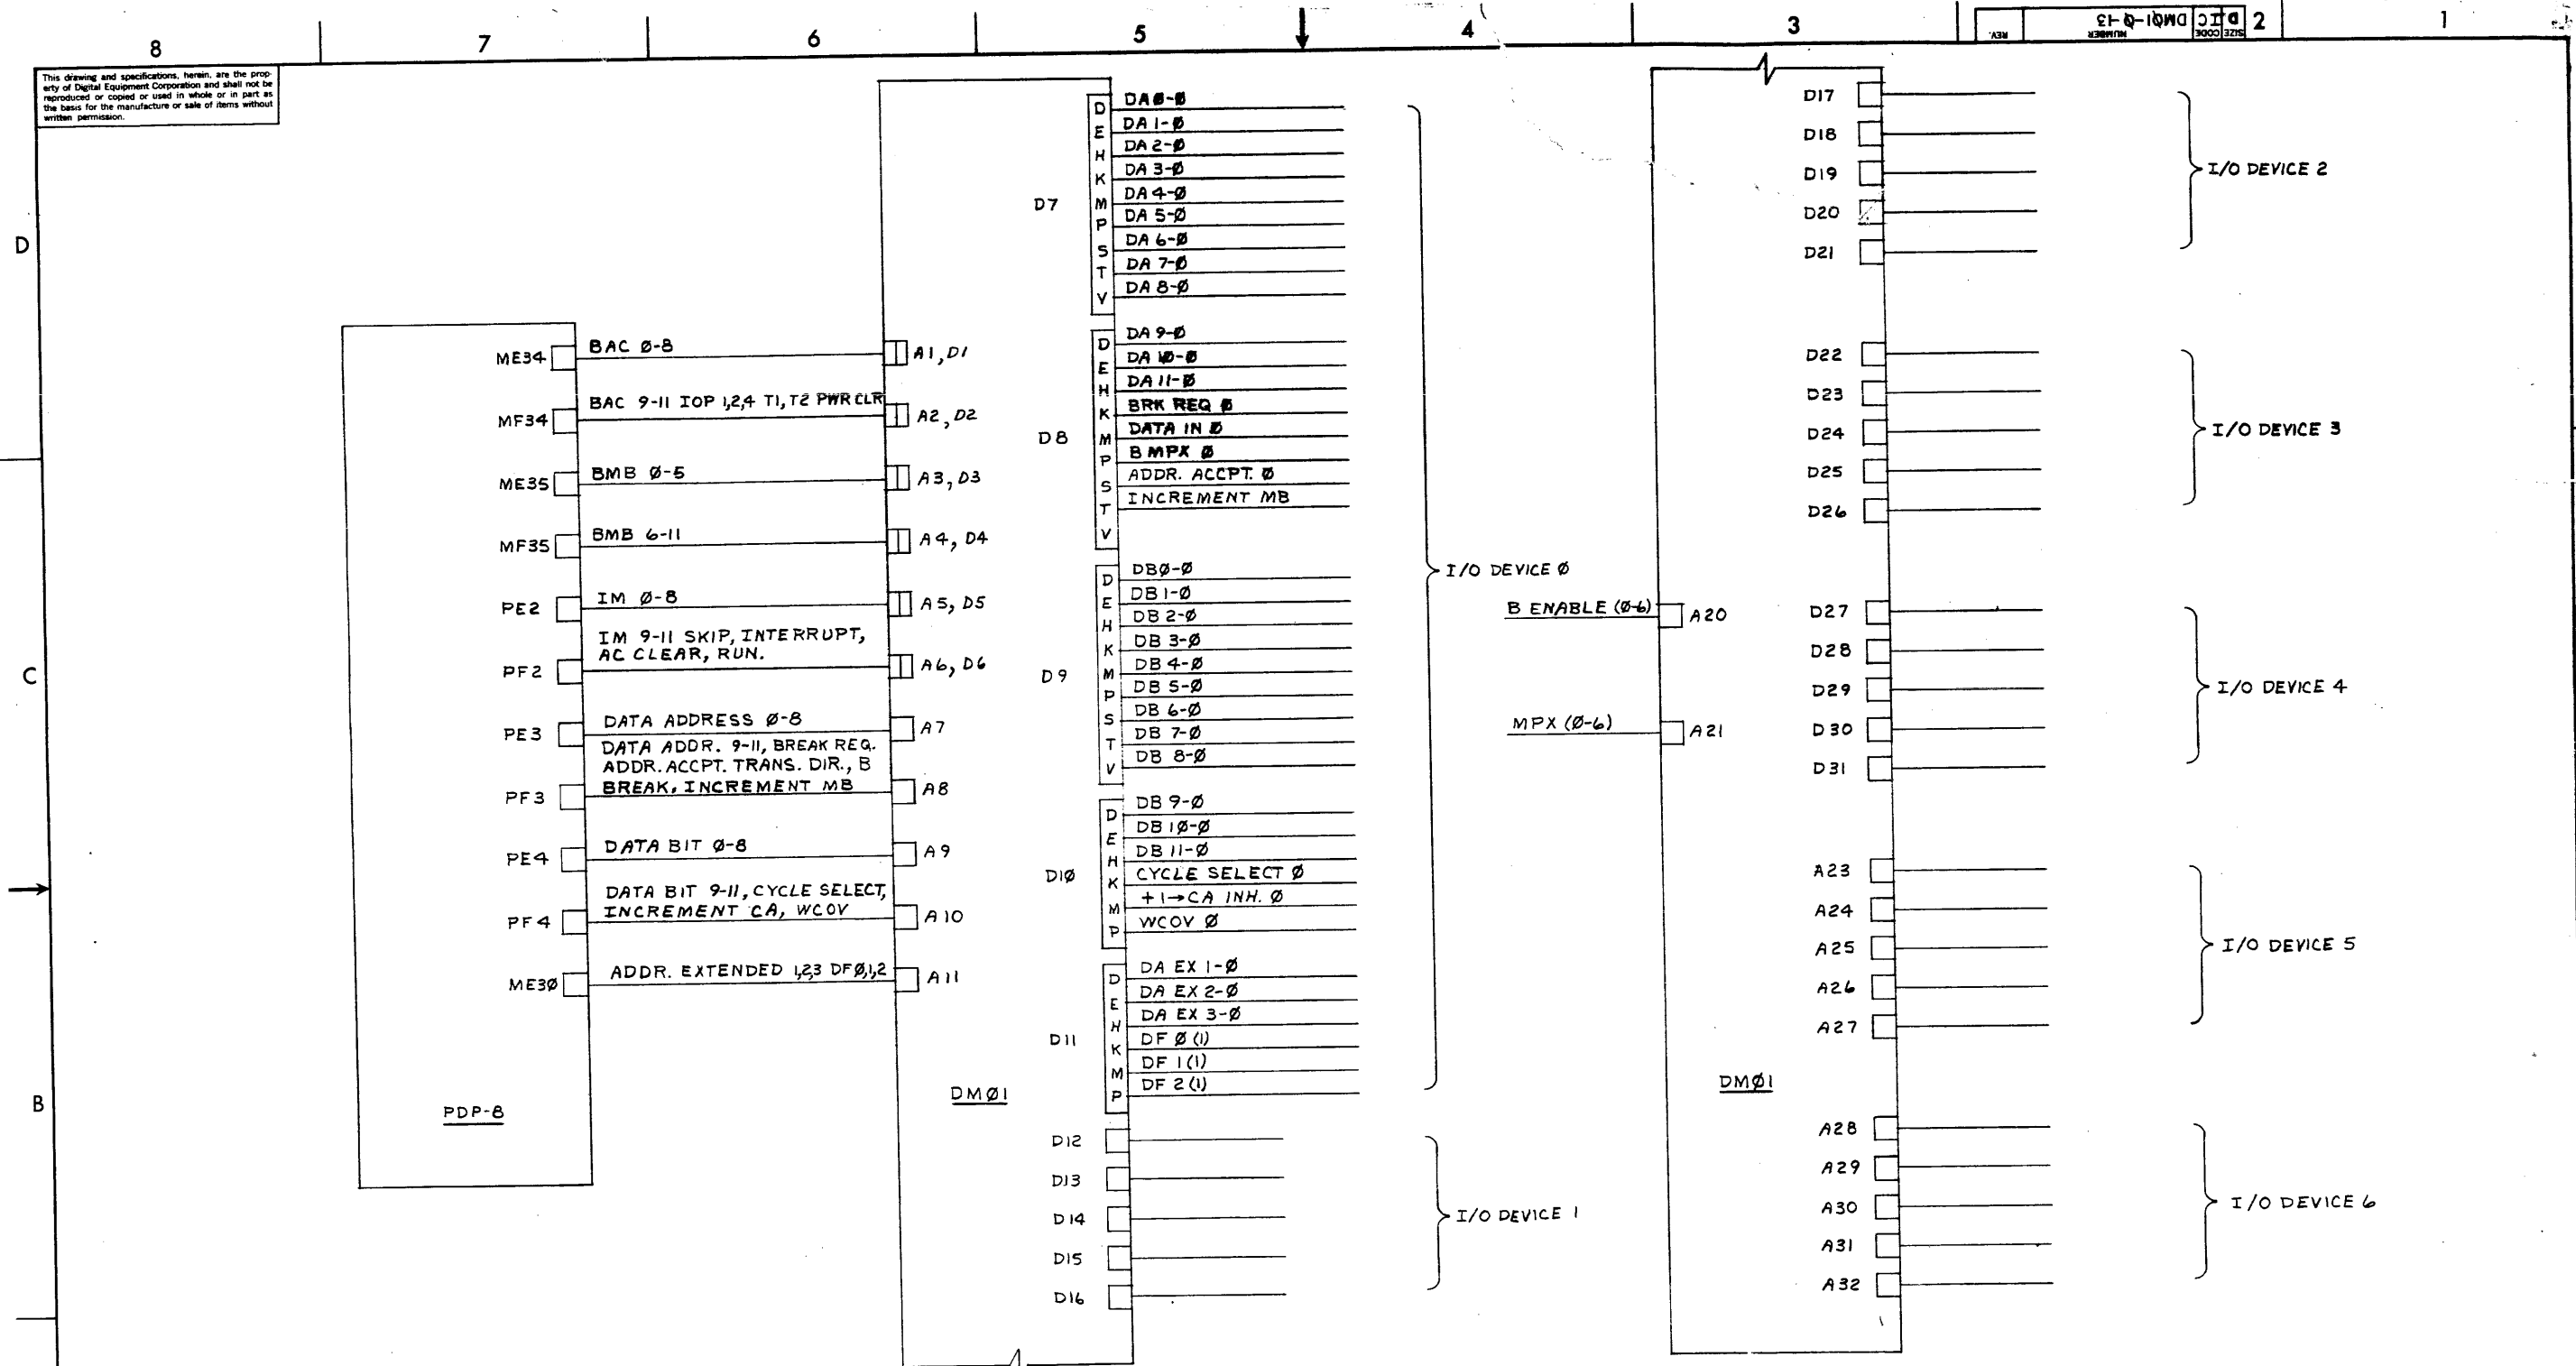 8
7
6
5
4
3
2
1
SIZE CODE NUMBER REV.
D IC DMØ1-Ø-13
This drawing and specifications, herein, are the prop-
erty of Digital Equipment Corporation and shall not be
reproduced or copied or used in whole or in part as
the basis for the manufacture or sale of items without
written permission.
D
C
B
ME34 BAC Ø-8 A1, D1
MF34 BAC 9-11 IOP 1,2,4 T1, T2 PWR CLR A2, D2
ME35 BMB Ø-5 A3, D3
MF35 BMB 6-11 A4, D4
PE2 IM Ø-8 A5, D5
IM 9-11 SKIP, INTERRUPT,
AC CLEAR, RUN.
PF2 A6, D6
PE3 DATA ADDRESS Ø-8 A7
DATA ADDR. 9-11, BREAK REQ.
ADDR. ACCPT. TRANS. DIR., B
PF3 BREAK, INCREMENT MB A8
PE4 DATA BIT Ø-8 A9
DATA BIT 9-11, CYCLE SELECT,
PF4 INCREMENT CA, WCOV A10
ME3Ø ADDR. EXTENDED 1,2,3 DFØ,1,2 A11
PDP-8
DMØ1
D7
D DAØ-Ø
E DA 1-Ø
H DA 2-Ø
K DA 3-Ø
M DA 4-Ø
P DA 5-Ø
S DA 6-Ø
T DA 7-Ø
V DA 8-Ø
D8
D DA 9-Ø
E DA 1Ø-Ø
H DA 11-Ø
K BRK REQ Ø
M DATA IN Ø
P B MPX Ø
S ADDR. ACCPT. Ø
T INCREMENT MB
V
D9
D DBØ-Ø
E DB 1-Ø
H DB 2-Ø
K DB 3-Ø
M DB 4-Ø
P DB 5-Ø
S DB 6-Ø
T DB 7-Ø
V DB 8-Ø
D1Ø
D DB 9-Ø
E DB 1Ø-Ø
H DB 11-Ø
K CYCLE SELECT Ø
M +1→CA INH. Ø
P WCOV Ø
D11
D DA EX 1-Ø
E DA EX 2-Ø
H DA EX 3-Ø
K DF Ø (1)
M DF 1 (1)
P DF 2 (1)
I/O DEVICE Ø
D12
D13
D14
D15
D16
I/O DEVICE 1
B ENABLE (Ø-6) A20
MPX (Ø-6) A21
DMØ1
D17
D18
D19
D20
D21
I/O DEVICE 2
D22
D23
D24
D25
D26
I/O DEVICE 3
D27
D28
D29
D30
D31
I/O DEVICE 4
A23
A24
A25
A26
A27
I/O DEVICE 5
A28
A29
A30
A31
A32
I/O DEVICE 6